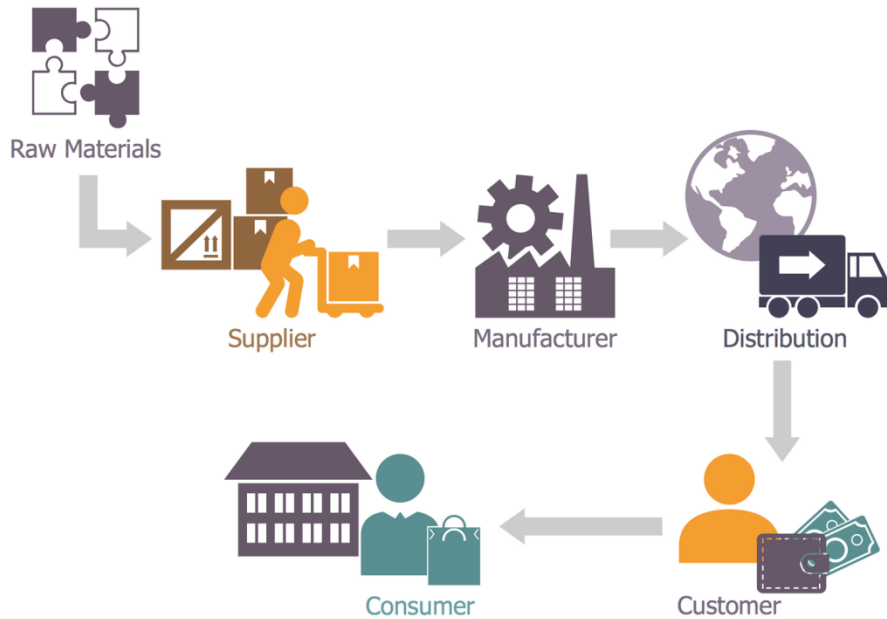 Raw Materials
Supplier
Manufacturer
Distribution
Consumer
Customer